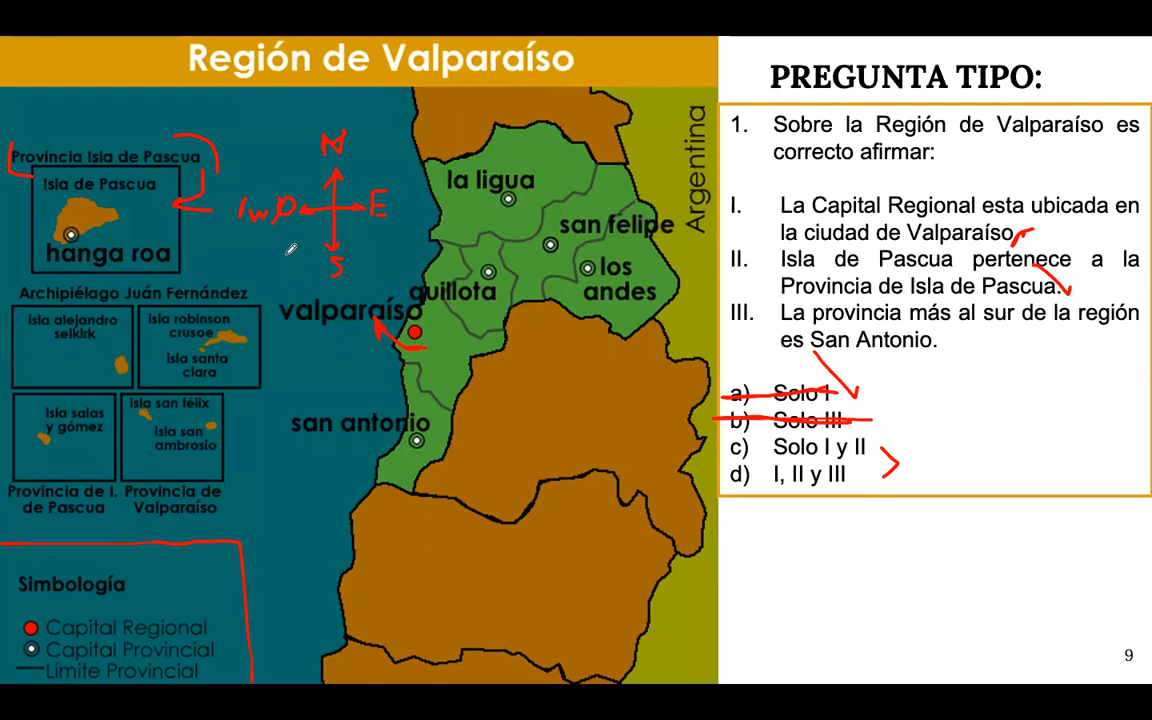 Región de Valparaíso
Provincia Isla de Pascua
Isla de Pascua
hanga roa
N
I W O
E
S
Archipiélago Juán Fernández
isla alejandro
selkirk
isla robinson
crusoe
isla santa
clara
isla salas
y gómez
isla san félix
isla san
ambrosio
Provincia de I.
de Pascua
Provincia de
Valparaíso
Simbología
Capital Regional
Capital Provincial
Límite Provincial
la ligua
san felipe
los
andes
quillota
valparaíso
san antonio
Argentina
PREGUNTA TIPO:
1. Sobre la Región de Valparaíso es
correcto afirmar:
I. La Capital Regional esta ubicada en
la ciudad de Valparaíso.
II. Isla de Pascua pertenece a la
Provincia de Isla de Pascua.
III. La provincia más al sur de la región
es San Antonio.
a) Solo I
b) Solo III
c) Solo I y II
d) I, II y III
9